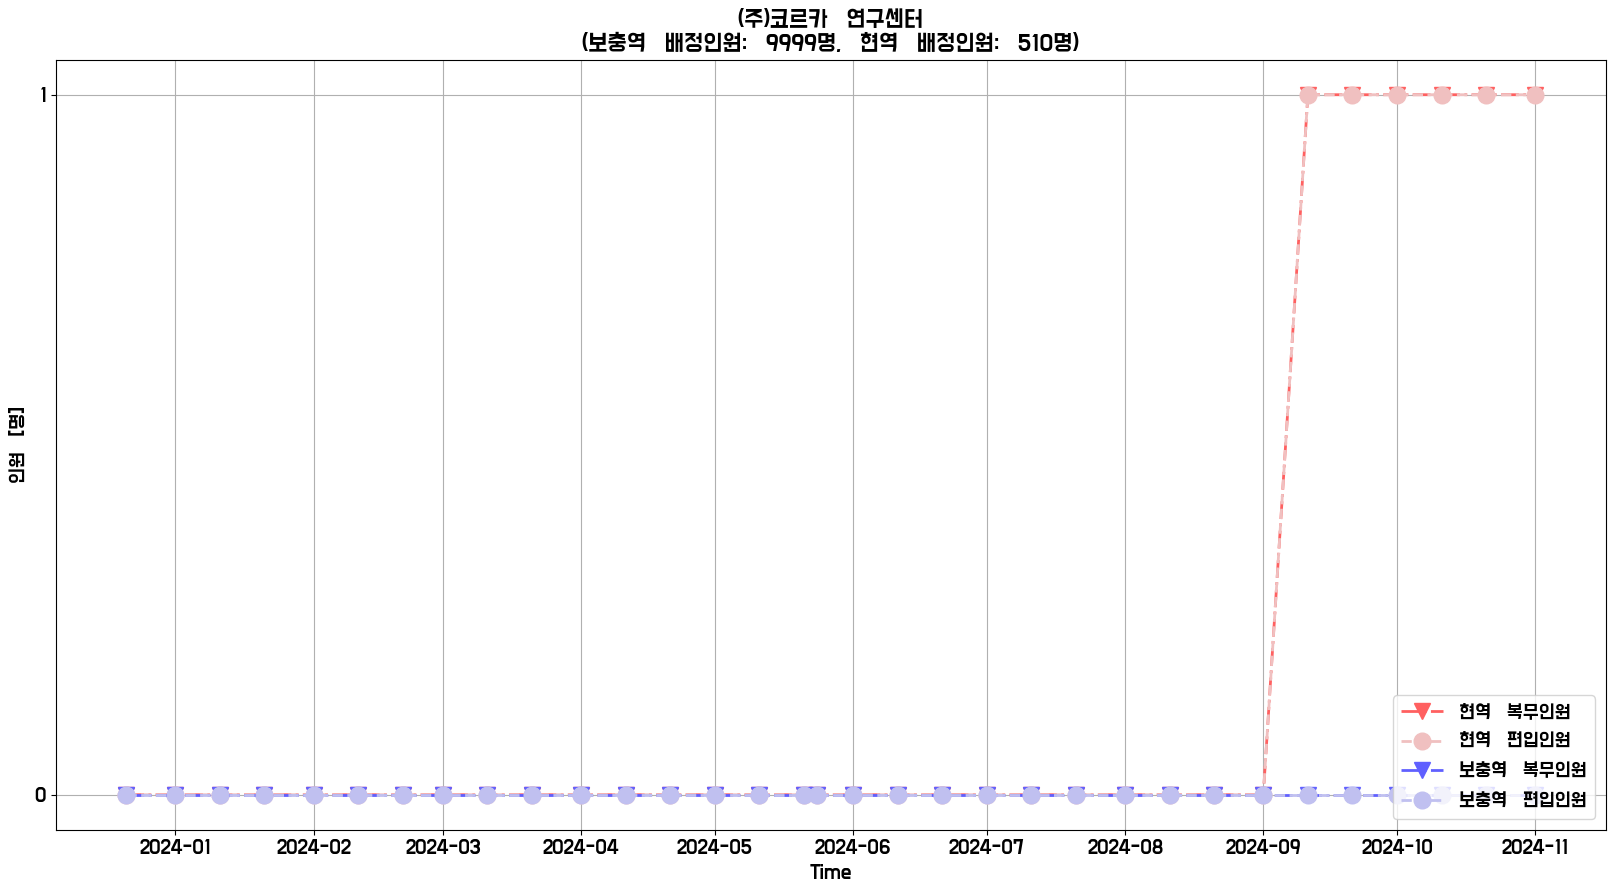 (주)코르카 연구센터
(보충역 배정인원: 9999명, 현역 배정인원: 510명)
1
0
인원 [명]
현역 복무인원
현역 편입인원
보충역 복무인원
보충역 편입인원
2024-01 2024-02 2024-03 2024-04 2024-05 2024-06 2024-07 2024-08 2024-09 2024-10 2024-11
Time